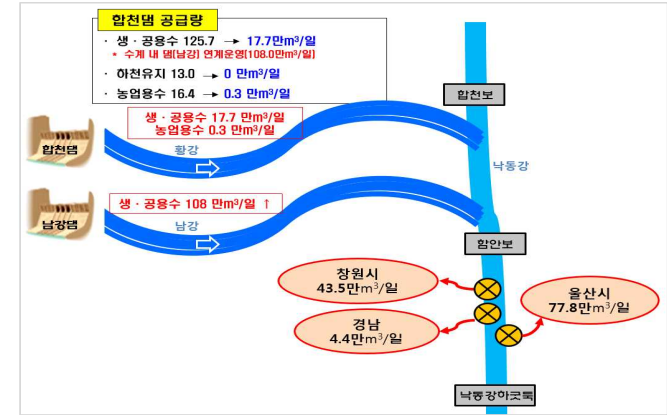 합천댐 공급량
· 생 · 공용수 125.7 → 17.7만m³/일
* 수계 내 댐(남강) 연계운영(108.0만m³/일)
· 하천유지 13.0 → 0 만m³/일
· 농업용수 16.4 → 0.3 만m³/일
합천보
생 · 공용수 17.7 만m³/일
농업용수 0.3 만m³/일
합천댐
황강
낙동강
생 · 공용수 108 만m³/일 ↑
남강댐
남강
함안보
창원시
43.5만m³/일
울산시
77.8만m³/일
경남
4.4만m³/일
낙동강하굿둑